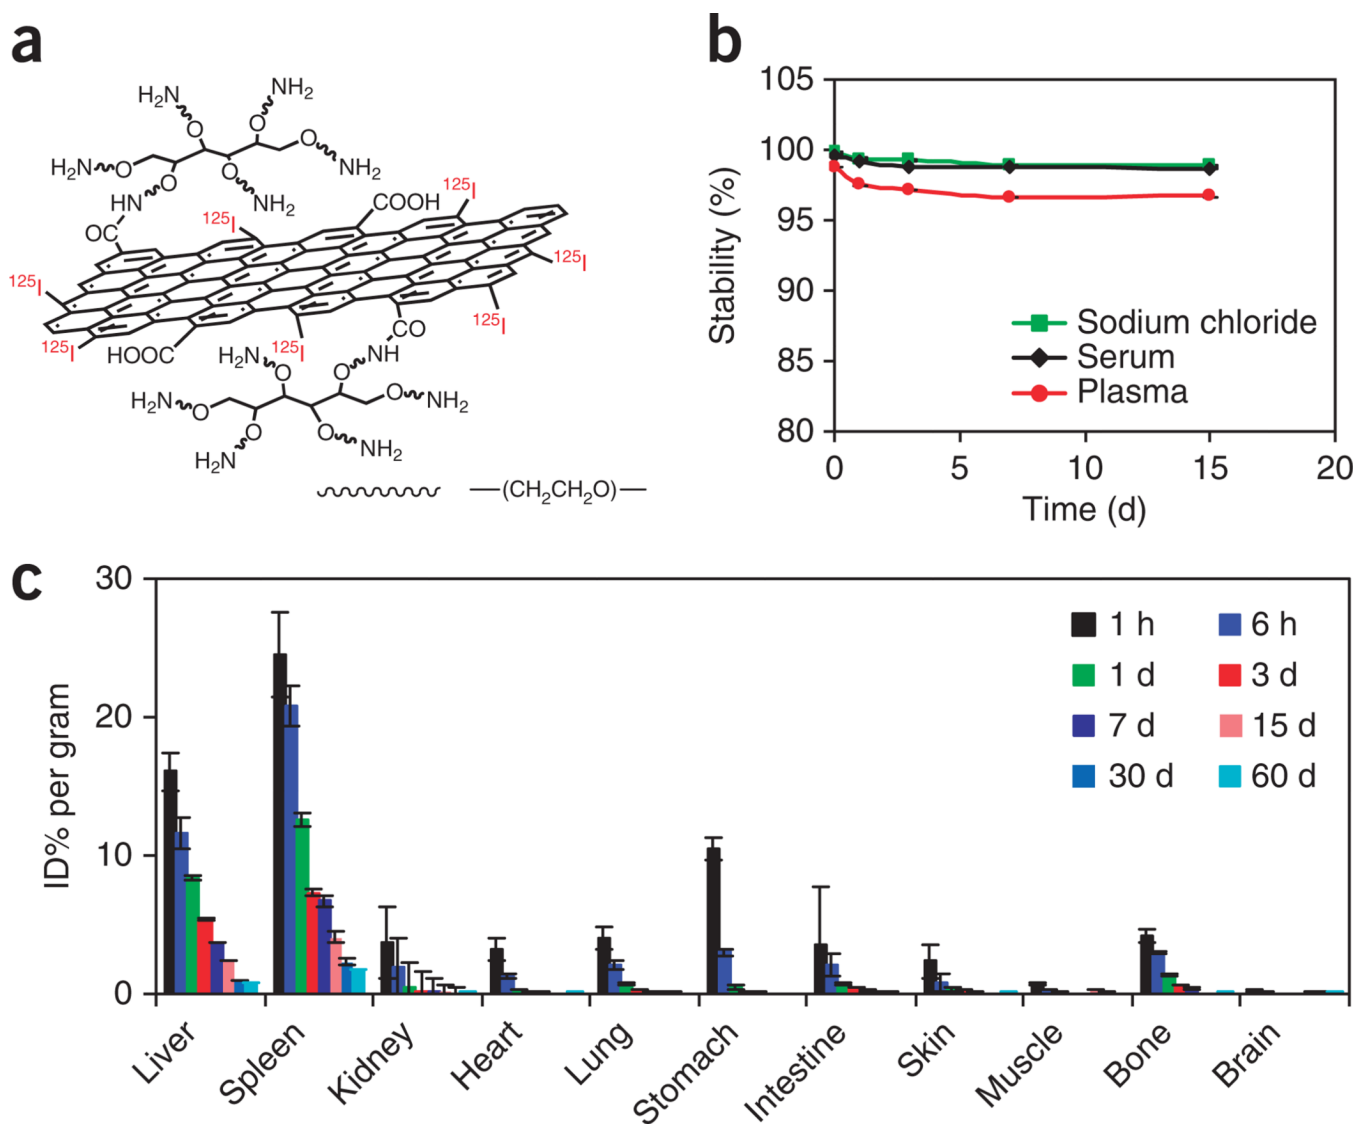 a
H₂N
NH₂
O
O
O
H₂N
O
NH₂
O
O
HN
NH₂
125I
COOH
125I
OC
125I
125I
125I
CO
125I
HOOC
125I
H₂N
NH
O
O
H₂N
O
O
NH₂
O
O
NH₂
H₂N
—(CH₂CH₂O)—
b
105
100
95
90
85
80
Stability (%)
Sodium chloride
Serum
Plasma
0 5 10 15 20
Time (d)
c
30
20
10
0
ID% per gram
1 h 6 h
1 d 3 d
7 d 15 d
30 d 60 d
Liver
Spleen
Kidney
Heart
Lung
Stomach
Intestine
Skin
Muscle
Bone
Brain